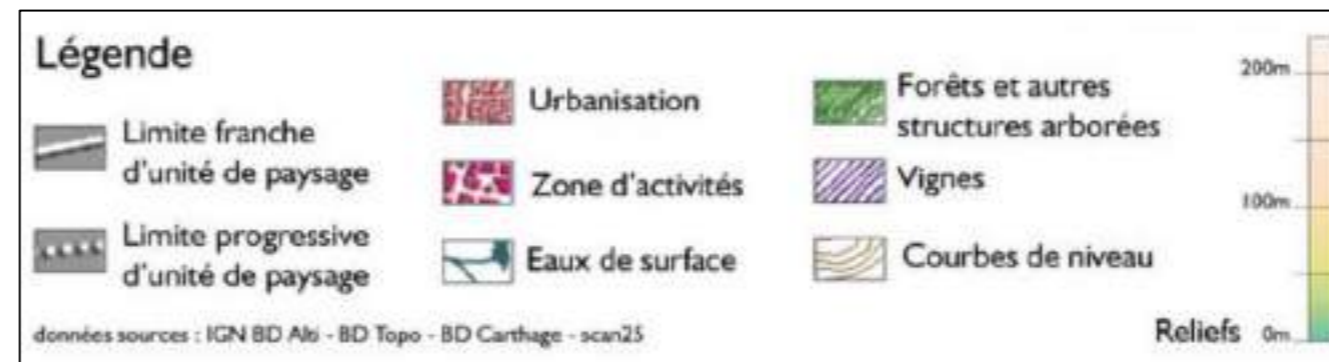 Légende
Limite franche
d'unité de paysage
Limite progressive
d'unité de paysage
Urbanisation
Zone d'activités
Eaux de surface
Forêts et autres
structures arborées
Vignes
Courbes de niveau
200m
100m
Reliefs 0m
données sources : IGN BD Alti - BD Topo - BD Carthage - scan25